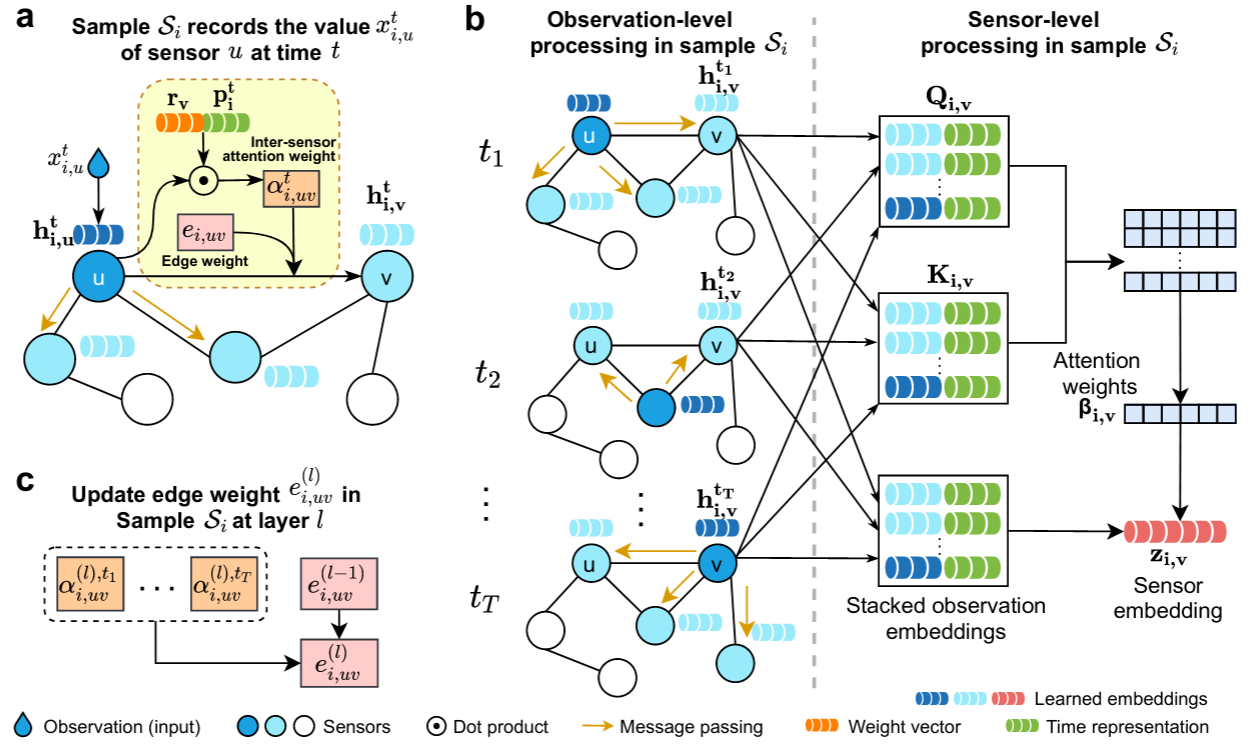 a
Sample $\mathcal{S}_i$ records the value $x_{i,u}^{t}$
of sensor $u$ at time $t$
$\mathbf{r_v}$ $\mathbf{p_i^t}$
Inter-sensor
attention weight
$x_{i,u}^{t}$
$\alpha_{i,uv}^{t}$
$\mathbf{h_{i,u}^{t}}$
$\mathbf{h_{i,v}^{t}}$
$e_{i,uv}$
Edge weight
u
v
b
Observation-level
processing in sample $\mathcal{S}_i$
Sensor-level
processing in sample $\mathcal{S}_i$
$t_1$
$\mathbf{h_{i,v}^{t_1}}$
u
v
$t_2$
$\mathbf{h_{i,v}^{t_2}}$
u
v
⋮ ⋮
$t_T$
$\mathbf{h_{i,v}^{t_T}}$
u
v
$\mathbf{Q_{i,v}}$
⋮
$\mathbf{K_{i,v}}$
⋮
⋮
Stacked observation
embeddings
⋮
Attention
weights
$\boldsymbol{\beta}_{\mathbf{i,v}}$
$\mathbf{z_{i,v}}$
Sensor
embedding
c
Update edge weight $e_{i,uv}^{(l)}$ in
Sample $\mathcal{S}_i$ at layer $l$
$\alpha_{i,uv}^{(l),t_1}$ ··· $\alpha_{i,uv}^{(l),t_T}$ $e_{i,uv}^{(l-1)}$
$e_{i,uv}^{(l)}$
Learned embeddings
Observation (input) Sensors Dot product Message passing Weight vector Time representation